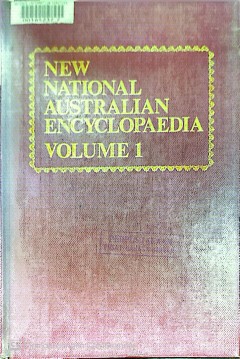 NEW
NATIONAL
AUSTRALIAN
ENCYCLOPAEDIA
VOLUME 1